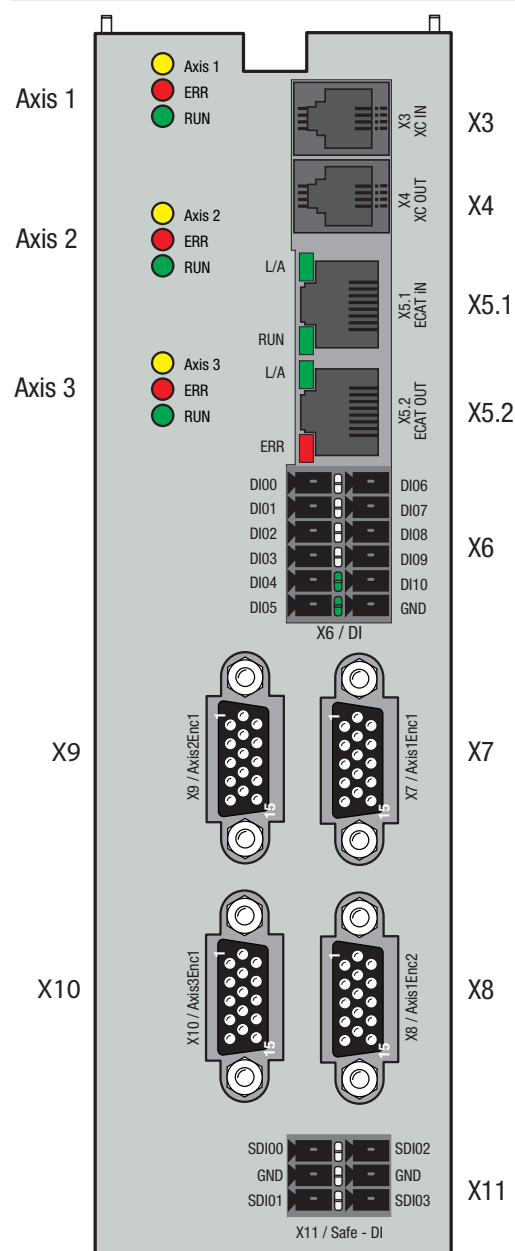 Axis 1
Axis 1
ERR
RUN
X3
XC IN
X3
X4
XC OUT
X4
Axis 2
Axis 2
ERR
RUN
L/A
RUN
X5.1
ECAT iN
X5.1
Axis 3
Axis 3
ERR
RUN
L/A
ERR
X5.2
ECAT OUT
X5.2
DI00 DI06
DI01 DI07
DI02 DI08
DI03 DI09
DI04 DI10
DI05 GND
X6
X6 / DI
X9
X9 / Axis2Enc1
1
15
1
15
X7 / Axis1Enc1
X7
X10
X10 / Axis3Enc1
1
15
1
15
X8 / Axis1Enc2
X8
SDI00 SDI02
GND GND
SDI01 SDI03
X11
X11 / Safe - DI